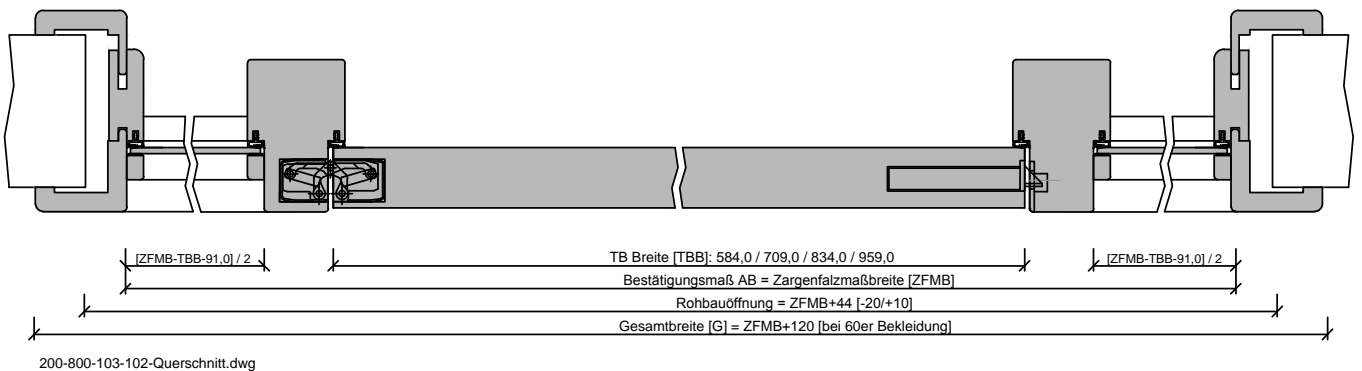 [ZFMB-TBB-91,0] / 2
TB Breite [TBB]: 584,0 / 709,0 / 834,0 / 959,0
[ZFMB-TBB-91,0] / 2
Bestätigungsmaß AB = Zargenfalzmaßbreite [ZFMB]
Rohbauöffnung = ZFMB+44 [-20/+10]
Gesamtbreite [G] = ZFMB+120 [bei 60er Bekleidung]
200-800-103-102-Querschnitt.dwg